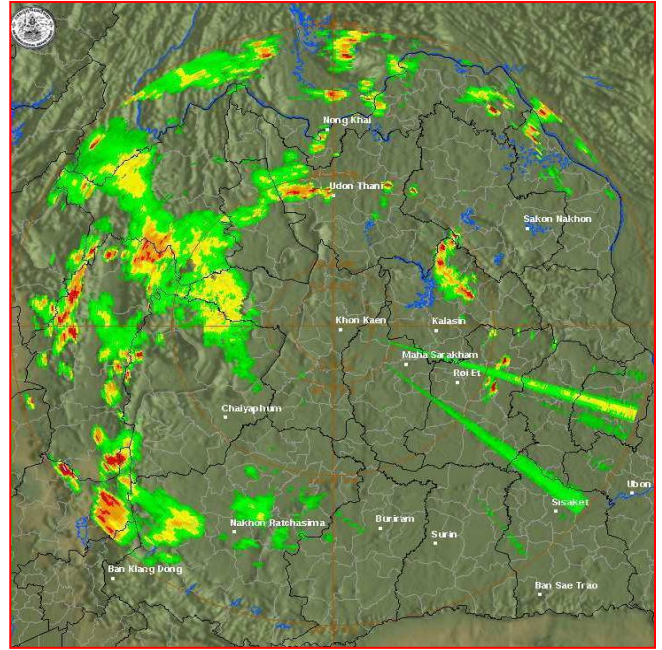 Nong Khai
Udon Thani
Sakon Nakhon
Khon Kaen
Kalasin
Maha Sarakham
Roi Et
Chaiyaphum
Ubon
Sisaket
Nakhon Ratchasima
Buriram
Surin
Ban Klang Dong
Ban Sae Trao